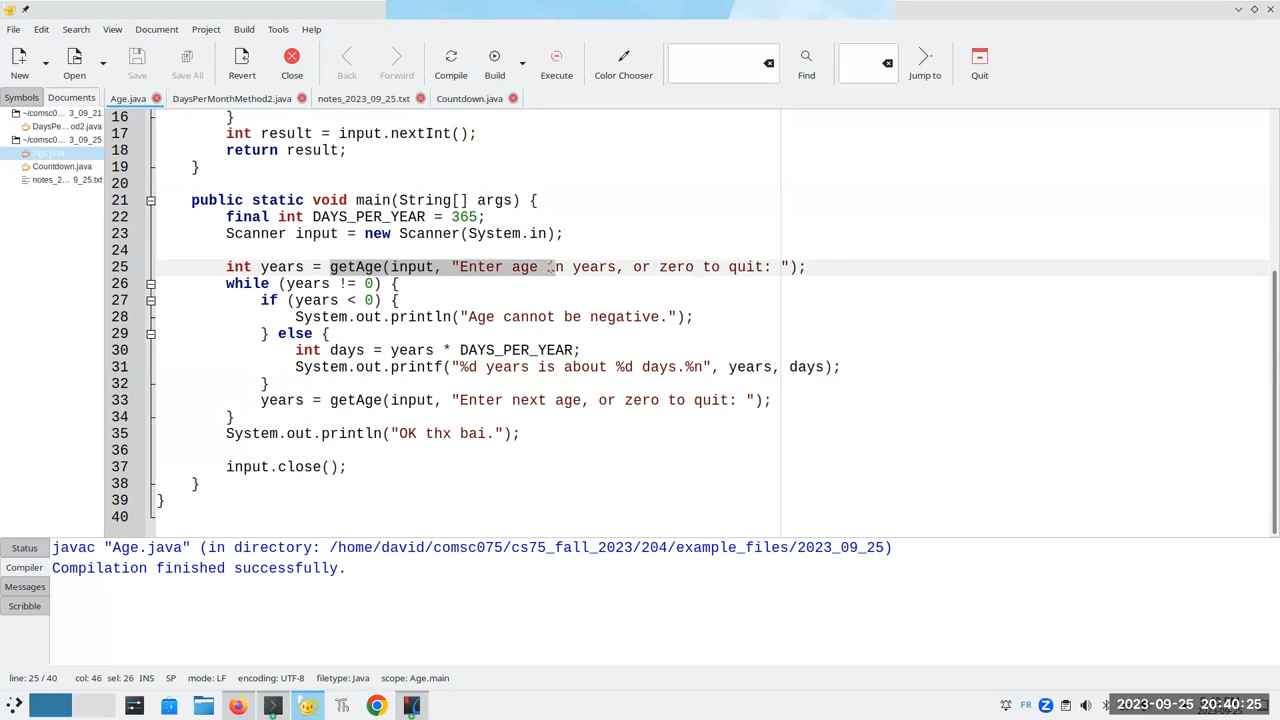 File Edit Search View Document Project Build Tools Help
New Open Save Save All Revert Close Back Forward Compile Build Execute Color Chooser Find Jump to Quit
Symbols Documents Age.java DaysPerMonthMethod2.java notes_2023_09_25.txt Countdown.java
~/comsc0... 3_09_21
DaysPe...od2.java
~/comsc0... 3_09_25
Age.java
Countdown.java
notes_2... 9_25.txt
16 }
17 int result = input.nextInt();
18 return result;
19 }
20
21 public static void main(String[] args) {
22 final int DAYS_PER_YEAR = 365;
23 Scanner input = new Scanner(System.in);
24
25 int years = getAge(input, "Enter age in years, or zero to quit: ");
26 while (years != 0) {
27 if (years < 0) {
28 System.out.println("Age cannot be negative.");
29 } else {
30 int days = years * DAYS_PER_YEAR;
31 System.out.printf("%d years is about %d days.%n", years, days);
32 }
33 years = getAge(input, "Enter next age, or zero to quit: ");
34 }
35 System.out.println("OK thx bai.");
36
37 input.close();
38 }
39 }
40
Status
Compiler
Messages
Scribble
javac "Age.java" (in directory: /home/david/comsc075/cs75_fall_2023/204/example_files/2023_09_25)
Compilation finished successfully.
line: 25 / 40 col: 46 sel: 26 INS SP mode: LF encoding: UTF-8 filetype: Java scope: Age.main
FR 2023-09-25 20:40:25